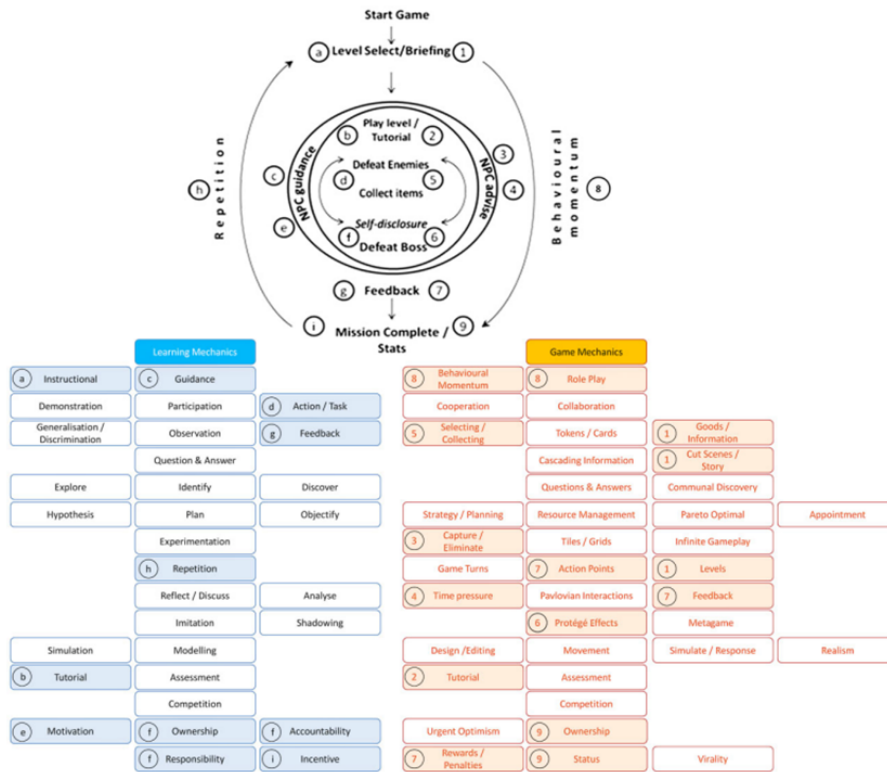 Start Game
a Level Select/Briefing 1
Play level /
b Tutorial 2
3
Defeat Enemies
c d 5 4
Collect items
NPC guidance
NPC advise
h Repetition
Behavioural
momentum 8
e
Self-disclosure
f 6
Defeat Boss
g Feedback 7
i Mission Complete / 9
Stats
Learning Mechanics
a Instructional
c Guidance
Demonstration
Participation
d Action / Task
Generalisation /
Discrimination
Observation
g Feedback
Question & Answer
Explore
Identify
Discover
Hypothesis
Plan
Objectify
Experimentation
h Repetition
Reflect / Discuss
Analyse
Imitation
Shadowing
Simulation
Modelling
b Tutorial
Assessment
Competition
e Motivation
f Ownership
f Accountability
f Responsibility
i Incentive
Game Mechanics
8 Behavioural
Momentum
8 Role Play
Cooperation
Collaboration
5 Selecting /
Collecting
Tokens / Cards
1 Goods /
Information
Cascading Information
1 Cut Scenes /
Story
Questions & Answers
Communal Discovery
Strategy / Planning
Resource Management
Pareto Optimal
Appointment
3 Capture /
Eliminate
Tiles / Grids
Infinite Gameplay
Game Turns
7 Action Points
1 Levels
4 Time pressure
Pavlovian Interactions
7 Feedback
6 Protégé Effects
Metagame
Design /Editing
Movement
Simulate / Response
Realism
2 Tutorial
Assessment
Competition
Urgent Optimism
9 Ownership
7 Rewards /
Penalties
9 Status
Virality